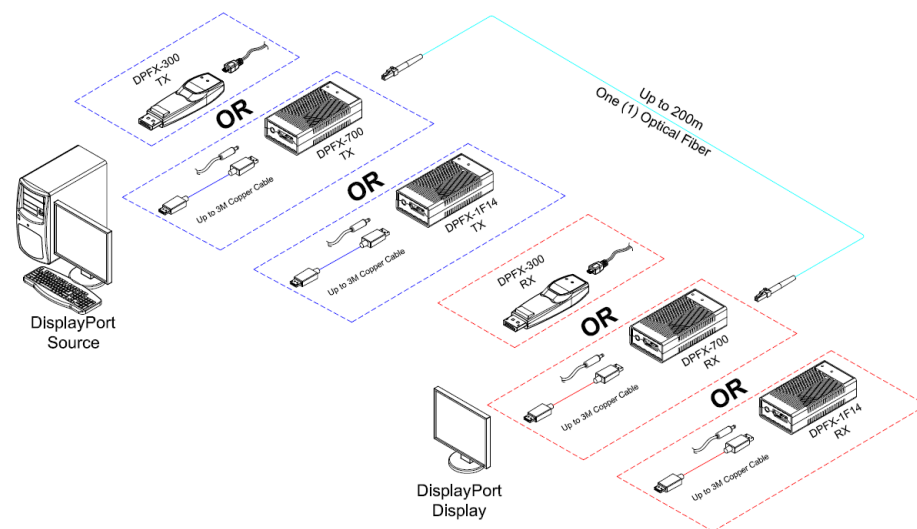 DPFX-300
TX
OR
DPFX-700
TX
Up to 3M Copper Cable
OR
DPFX-1F14
TX
Up to 3M Copper Cable
Up to 200m
One (1) Optical Fiber
DisplayPort
Source
DPFX-300
RX
OR
DPFX-700
RX
Up to 3M Copper Cable
OR
DPFX-1F14
RX
Up to 3M Copper Cable
DisplayPort
Display